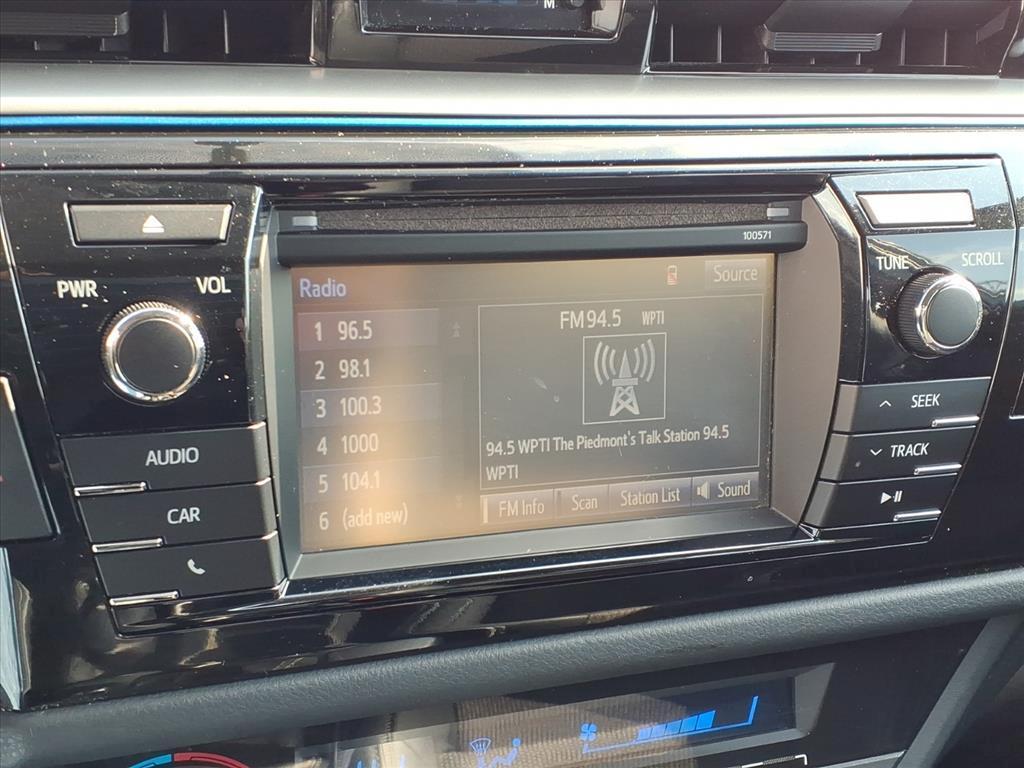 M
100571
PWR
VOL
AUDIO
CAR
Radio
Source
1 96.5
2 98.1
3 100.3
4 1000
5 104.1
6 (add new)
FM 94.5 WPTI
94.5 WPTI The Piedmont's Talk Station 94.5
WPTI
FM Info
Scan
Station List
Sound
TUNE
SCROLL
SEEK
TRACK